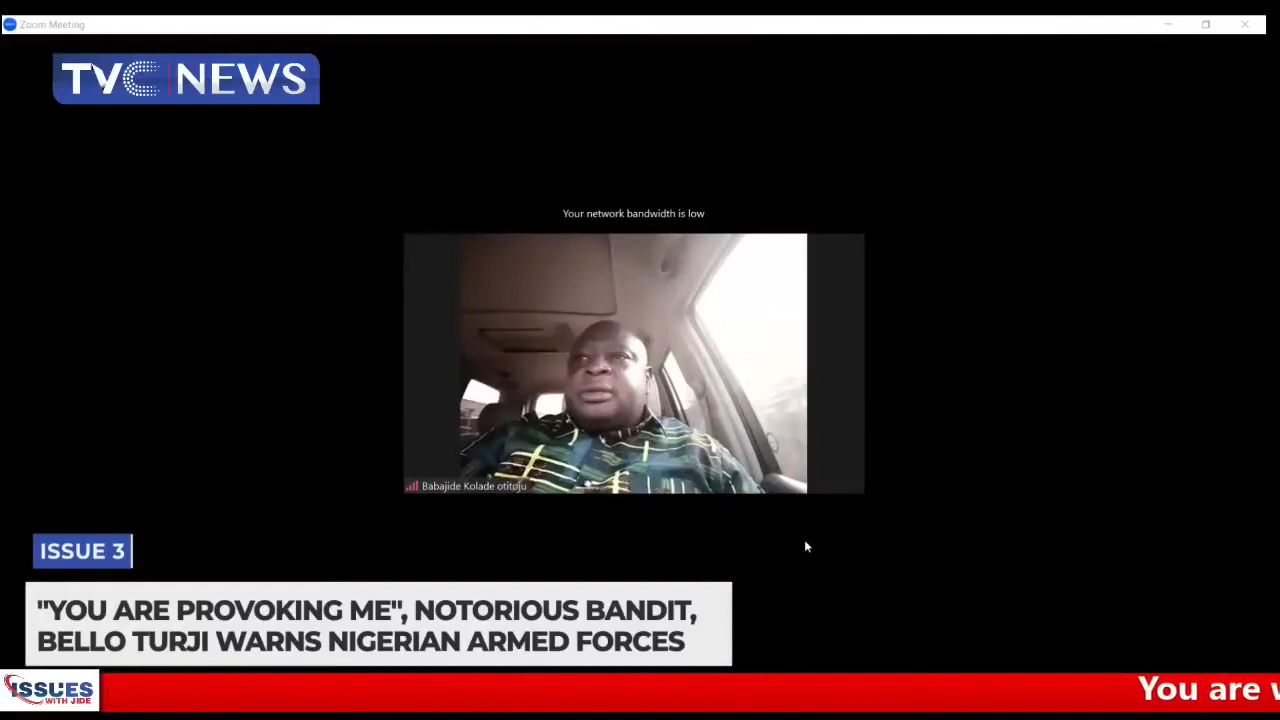 Zoom Meeting
TVC NEWS
Your network bandwidth is low
Babajide Kolade otitoju
ISSUE 3
"YOU ARE PROVOKING ME", NOTORIOUS BANDIT,
BELLO TURJI WARNS NIGERIAN ARMED FORCES
ISSUES
WITH JIDE
You are